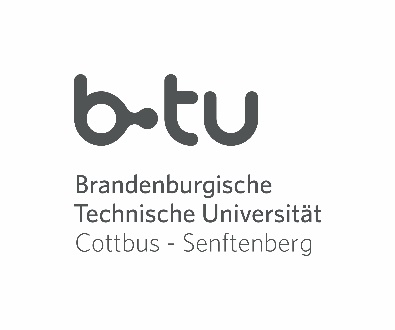 b-tu
Brandenburgische
Technische Universität
Cottbus - Senftenberg